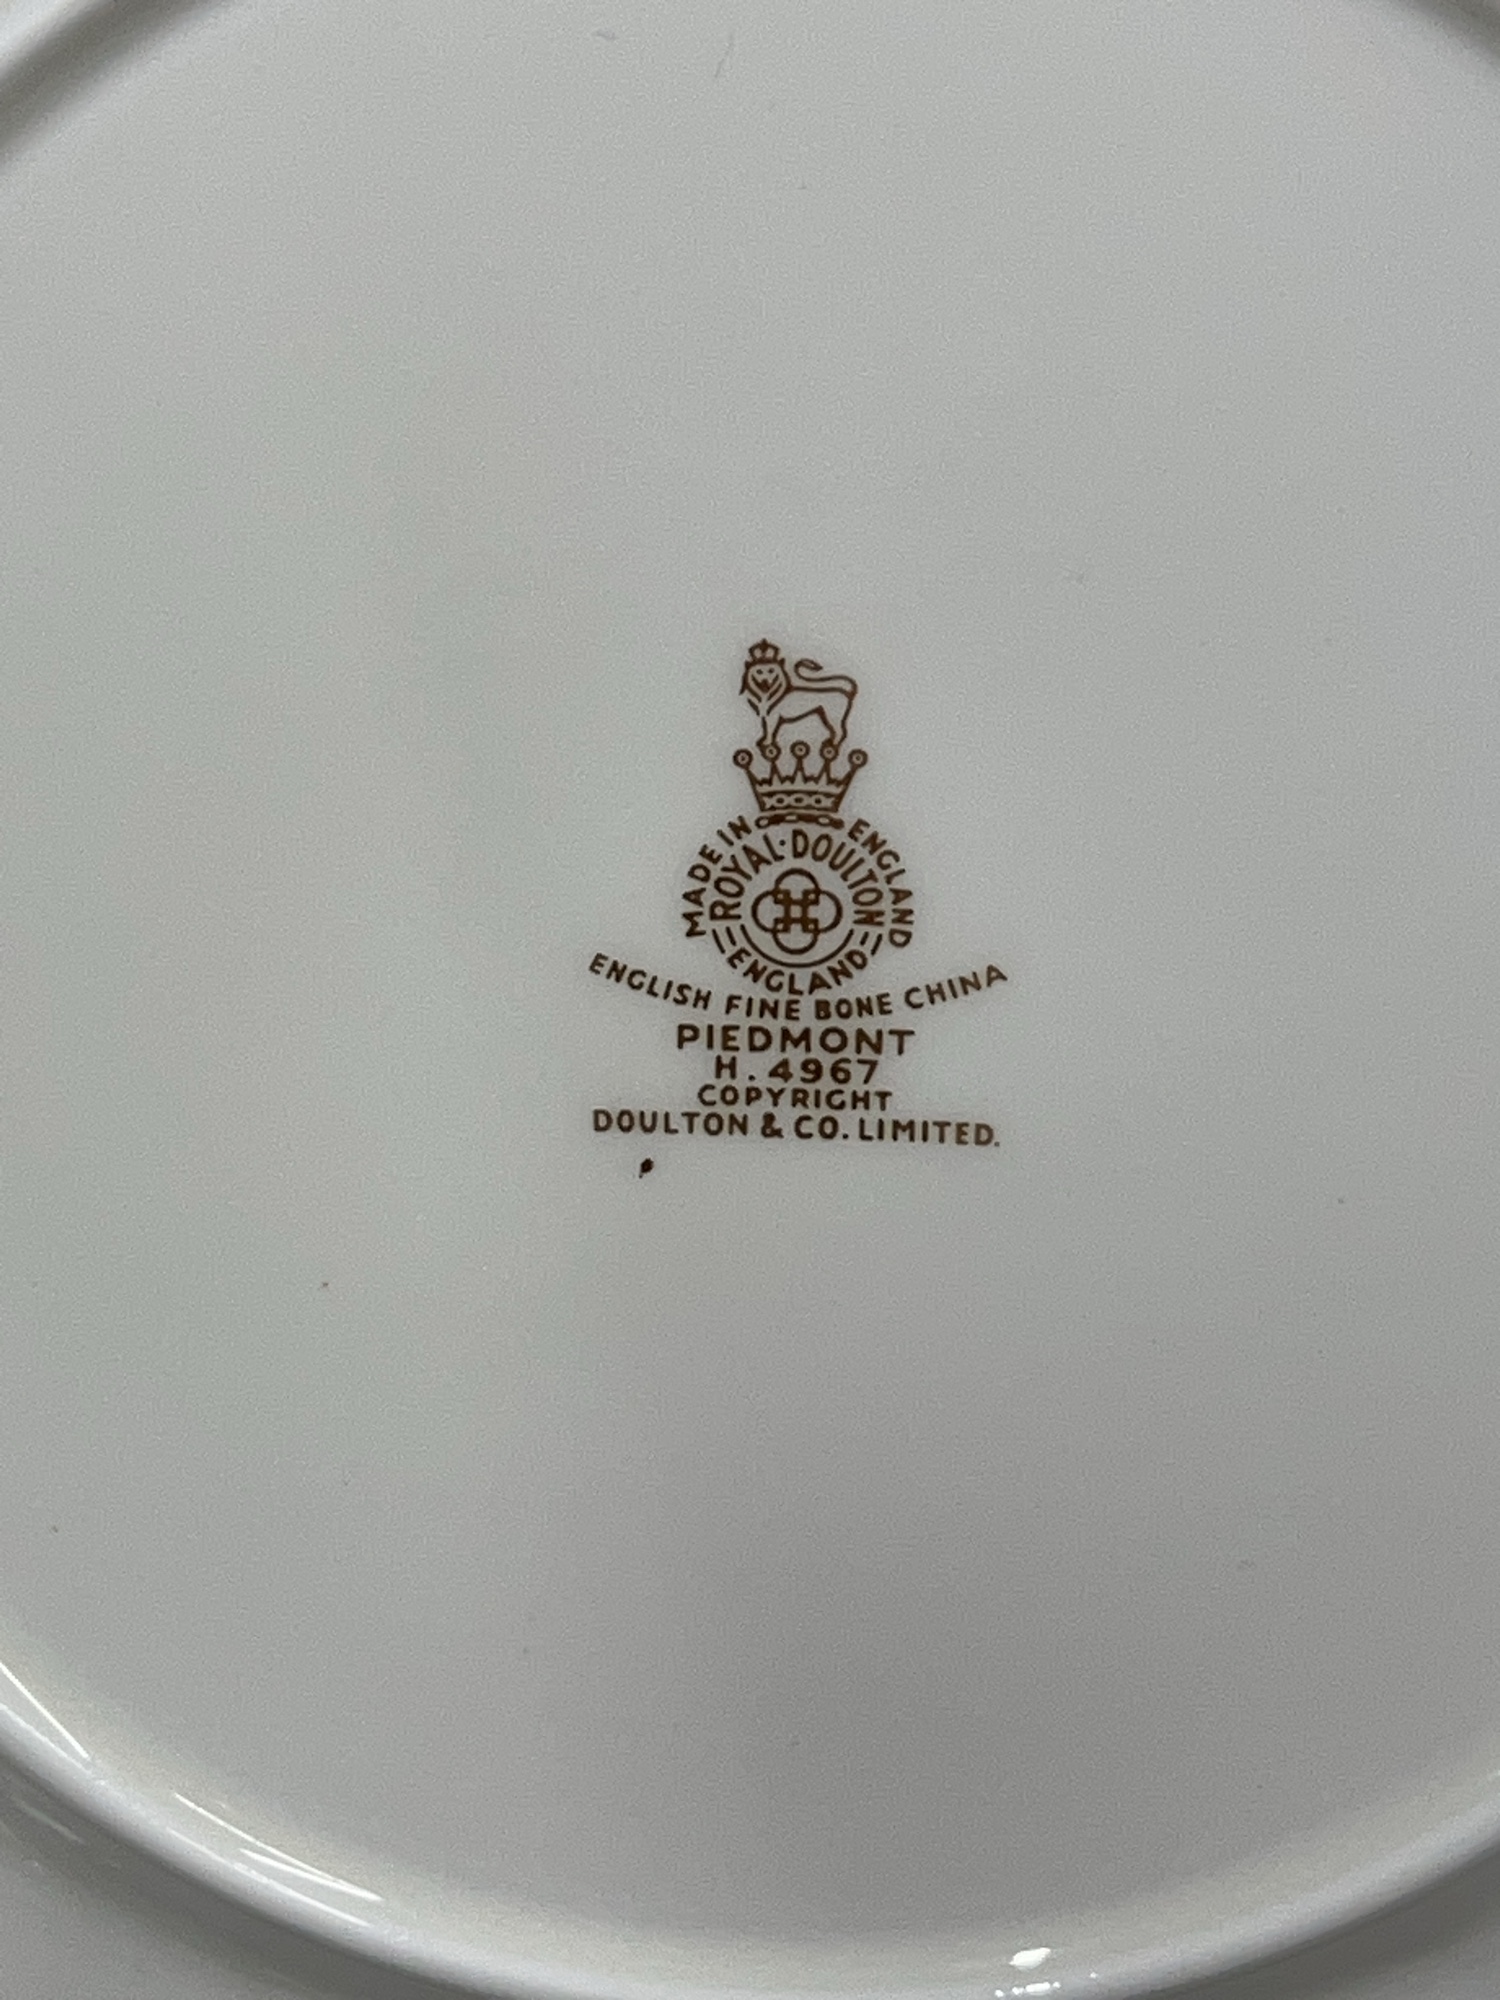 MADE IN ENGLAND
ROYAL·DOULTON
ENGLAND
ENGLISH FINE BONE CHINA
PIEDMONT
H. 4967
COPYRIGHT
DOULTON & CO. LIMITED.